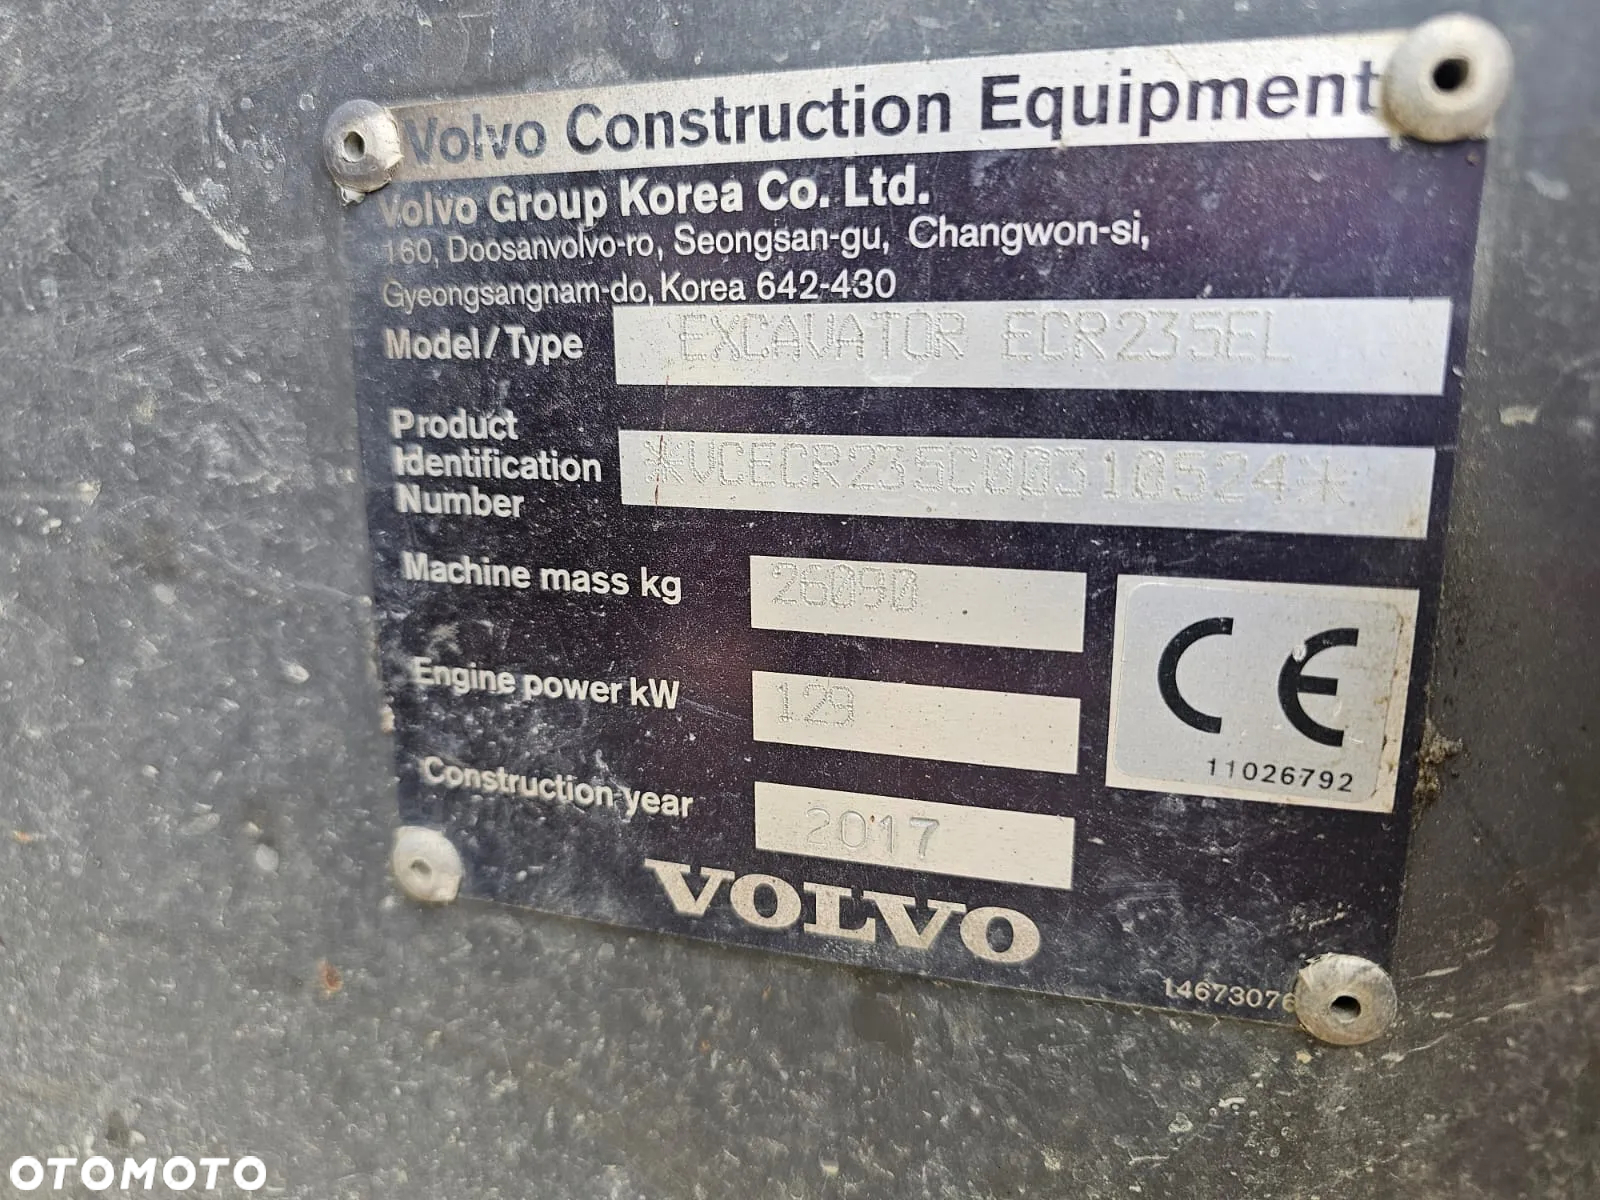 Volvo Construction Equipment
Volvo Group Korea Co. Ltd.
160, Doosanvolvo-ro, Seongsan-gu, Changwon-si,
Gyeongsangnam-do, Korea 642-430
Model/Type EXCAVATOR ECR235EL
Product
Identification
Number *VCECR235C00310524*
Machine mass kg 26090
Engine power kW 129
Construction year 2017
CE
11026792
VOLVO
14673076
OTOMOTO